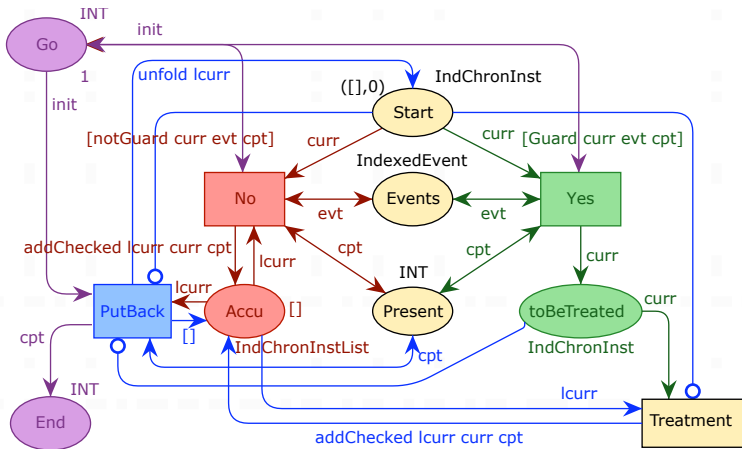 INT
Go
1
init
init
unfold lcurr
([],0)
IndChronInst
Start
curr
curr
[notGuard curr evt cpt]
[Guard curr evt cpt]
IndexedEvent
No
Events
Yes
evt
evt
addChecked lcurr curr cpt
lcurr
cpt
cpt
curr
lcurr
INT
PutBack
Accu
[]
Present
toBeTreated
curr
[]
cpt
IndChronInstList
cpt
IndChronInst
INT
End
lcurr
Treatment
addChecked lcurr curr cpt